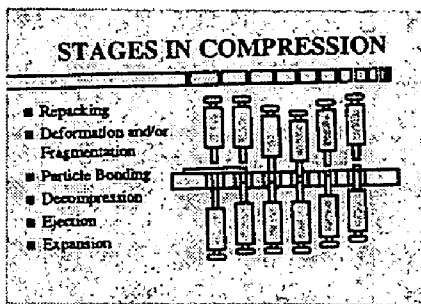 STAGES IN COMPRESSION
Repacking
Deformation and/or
Fragmentation
Particle Bonding
Decompression
Ejection
Expansion